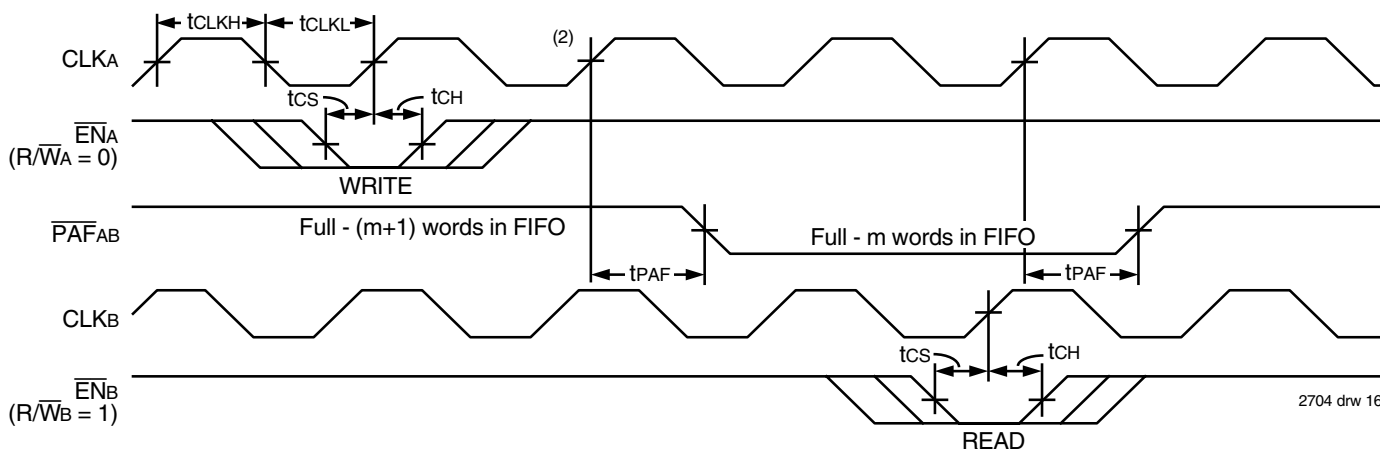 tCLKH tCLKL
(2)
CLKA
tCS tCH
ENA
(R/WA = 0)
WRITE
Full - (m+1) words in FIFO
PAFAB
Full - m words in FIFO
tPAF tPAF
CLKB
tCS tCH
ENB
(R/WB = 1)
2704 drw 16
READ